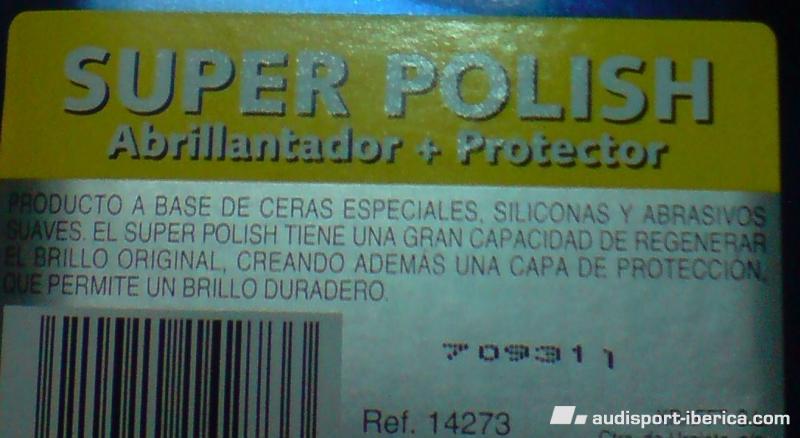 SUPER POLISH
Abrillantador + Protector
PRODUCTO A BASE DE CERAS ESPECIALES, SILICONAS Y ABRASIVOS
SUAVES. EL SUPER POLISH TIENE UNA GRAN CAPACIDAD DE REGENERAR
EL BRILLO ORIGINAL, CREANDO ADEMÁS UNA CAPA DE PROTECCIÓN,
QUE PERMITE UN BRILLO DURADERO.
709311
Ref. 14273
audisport-iberica.com